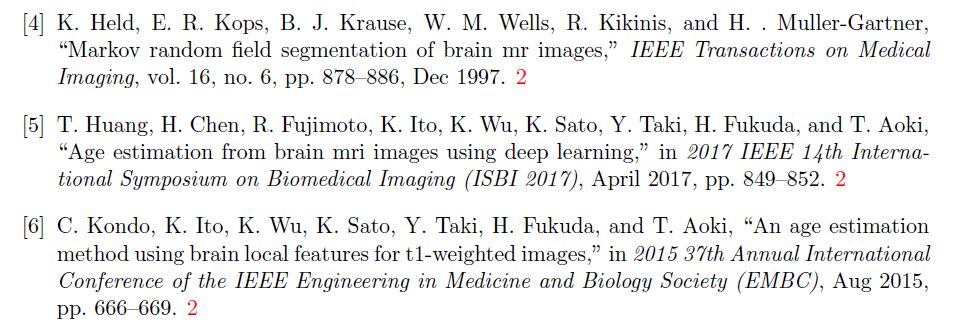 [4] K. Held, E. R. Kops, B. J. Krause, W. M. Wells, R. Kikinis, and H. . Muller-Gartner,
“Markov random field segmentation of brain mr images,” IEEE Transactions on Medical
Imaging, vol. 16, no. 6, pp. 878–886, Dec 1997. 2
[5] T. Huang, H. Chen, R. Fujimoto, K. Ito, K. Wu, K. Sato, Y. Taki, H. Fukuda, and T. Aoki,
“Age estimation from brain mri images using deep learning,” in 2017 IEEE 14th Interna-
tional Symposium on Biomedical Imaging (ISBI 2017), April 2017, pp. 849–852. 2
[6] C. Kondo, K. Ito, K. Wu, K. Sato, Y. Taki, H. Fukuda, and T. Aoki, “An age estimation
method using brain local features for t1-weighted images,” in 2015 37th Annual International
Conference of the IEEE Engineering in Medicine and Biology Society (EMBC), Aug 2015,
pp. 666–669. 2